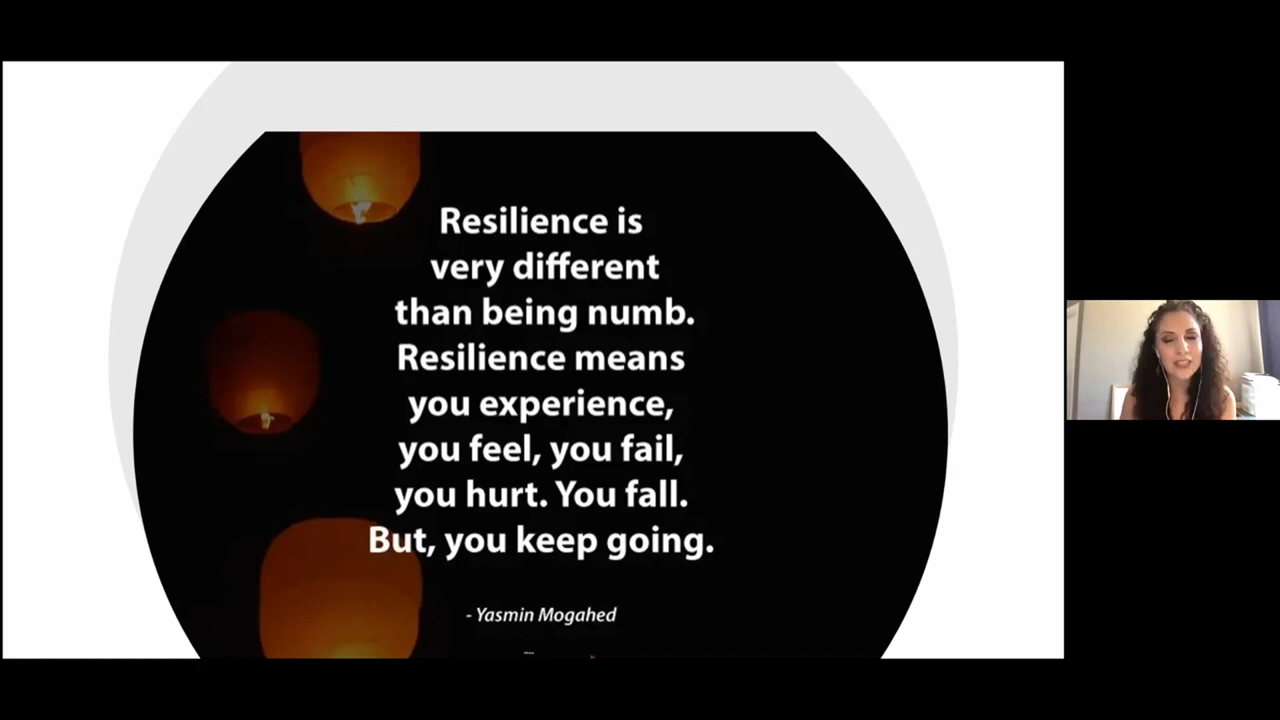 Resilience is
very different
than being numb.
Resilience means
you experience,
you feel, you fail,
you hurt. You fall.
But, you keep going.
- Yasmin Mogahed